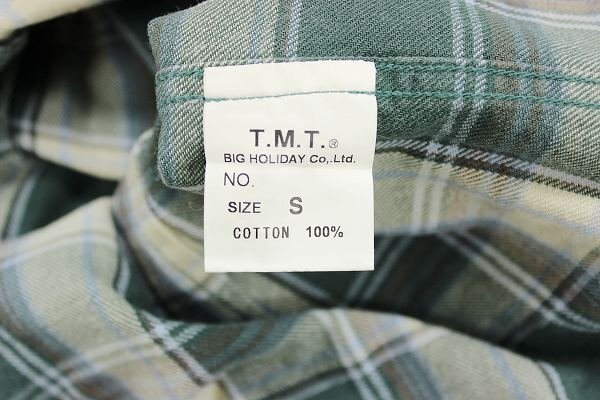 T.M.T.®
BIG HOLIDAY Co,.Ltd.
NO.
SIZE S
COTTON 100%